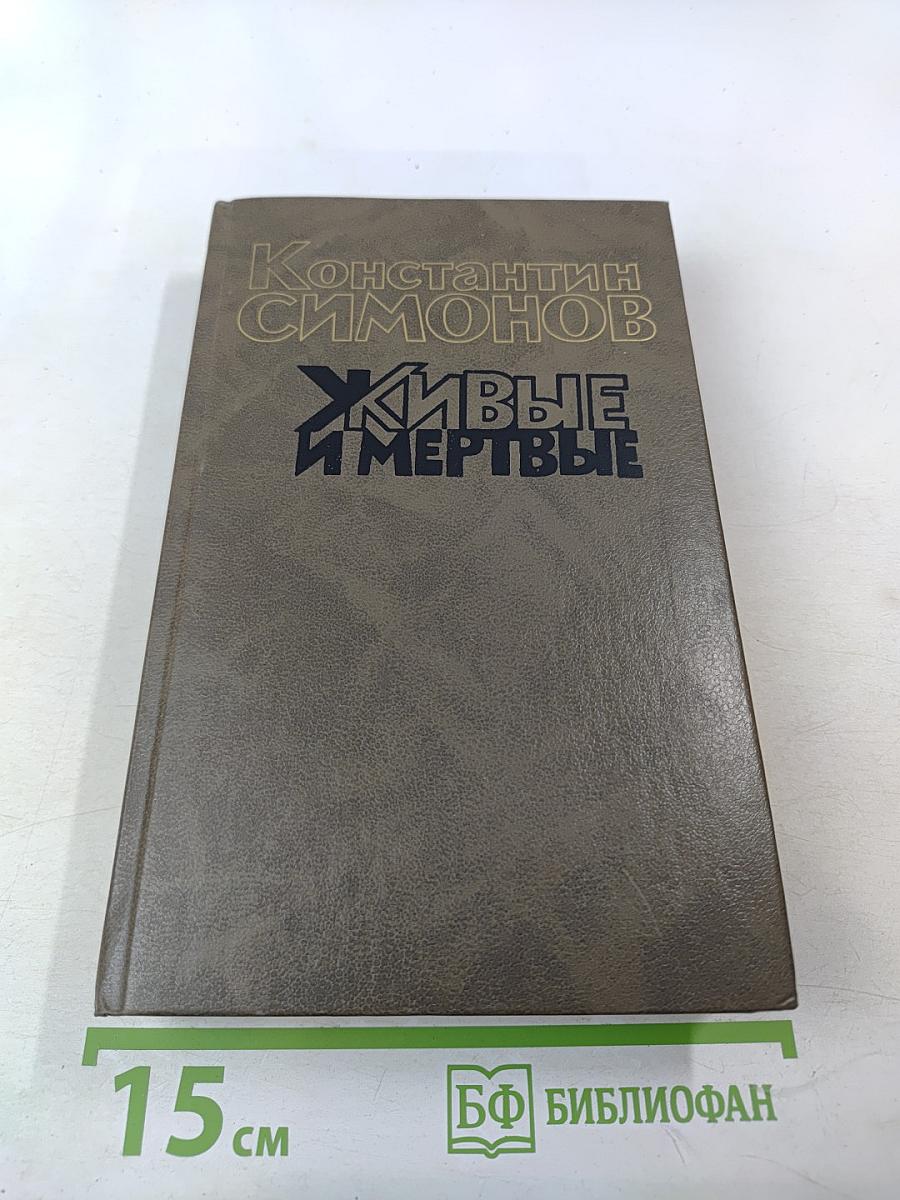 Константин
СИМОНОВ
ЖИВЫЕ
И МЕРТВЫЕ
15 см
БФ БИБЛИОФАН